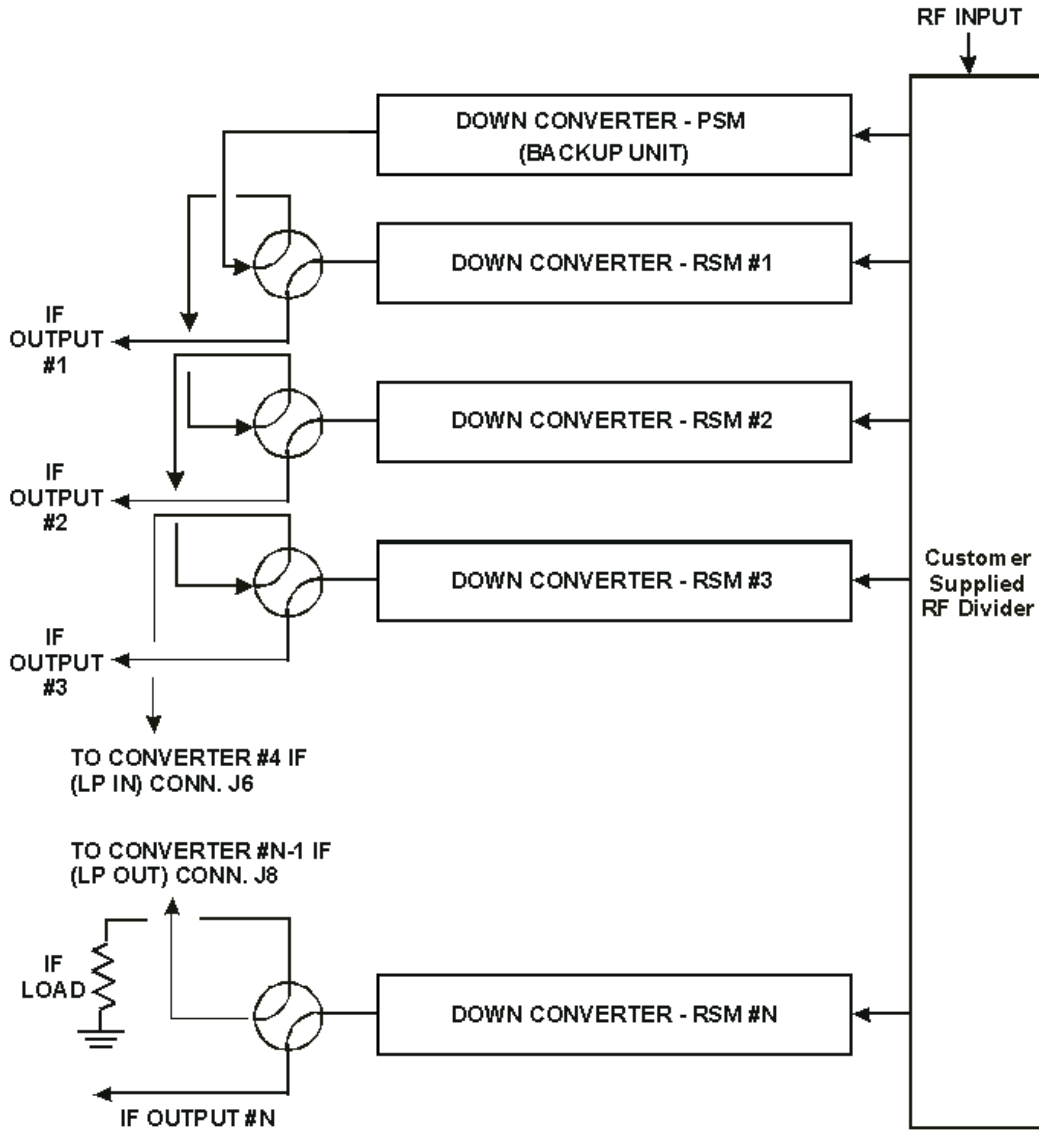 RF INPUT
DOWN CONVERTER - PSM
(BACKUP UNIT)
DOWN CONVERTER - RSM #1
IF
OUTPUT
#1
DOWN CONVERTER - RSM #2
IF
OUTPUT
#2
DOWN CONVERTER - RSM #3
Customer
Supplied
RF Divider
IF
OUTPUT
#3
TO CONVERTER #4 IF
(LP IN) CONN. J6
TO CONVERTER #N-1 IF
(LP OUT) CONN. J8
IF
LOAD
DOWN CONVERTER - RSM #N
IF OUTPUT #N